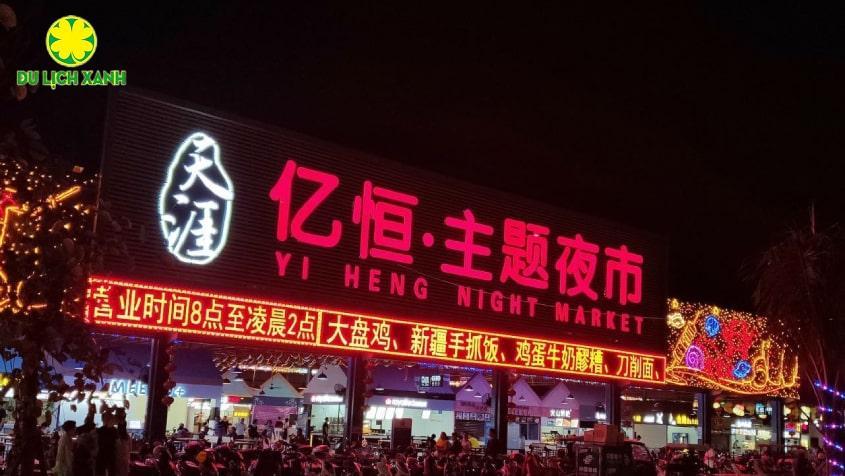 DU LỊCH XANH
天涯
亿恒·主题夜市
YI HENG NIGHT MARKET
营业时间8点至凌晨2点 大盘鸡、新疆手抓饭、鸡蛋牛奶醪糟、刀削面、